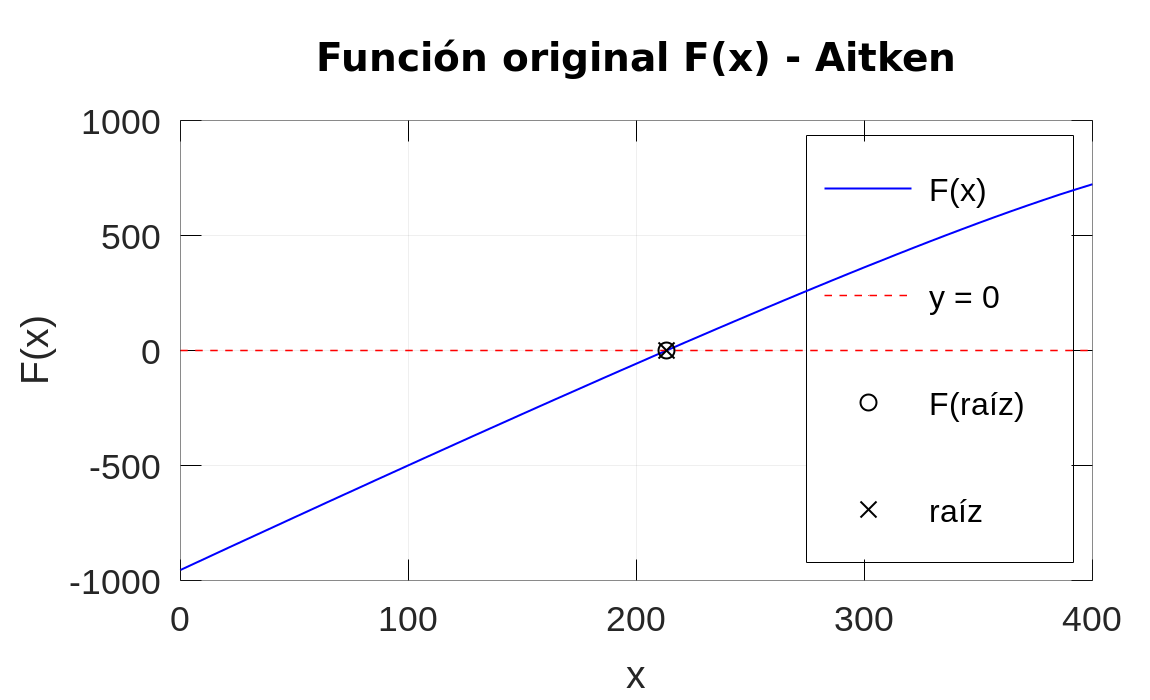 Función original F(x) - Aitken
1000
500
0
-500
-1000
F(x)
F(x)
y = 0
F(raíz)
raíz
0
100
200
300
400
x